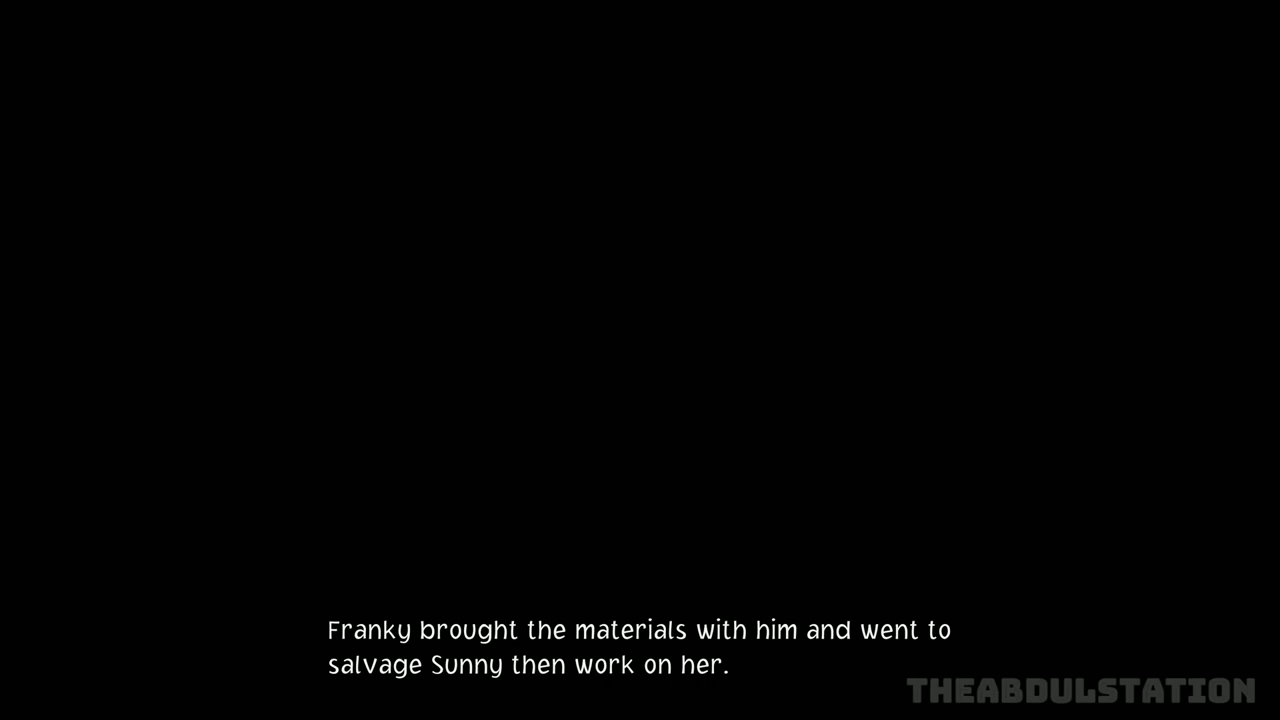 Franky brought the materials with him and went to
salvage Sunny then work on her.
THEABDULSTATION